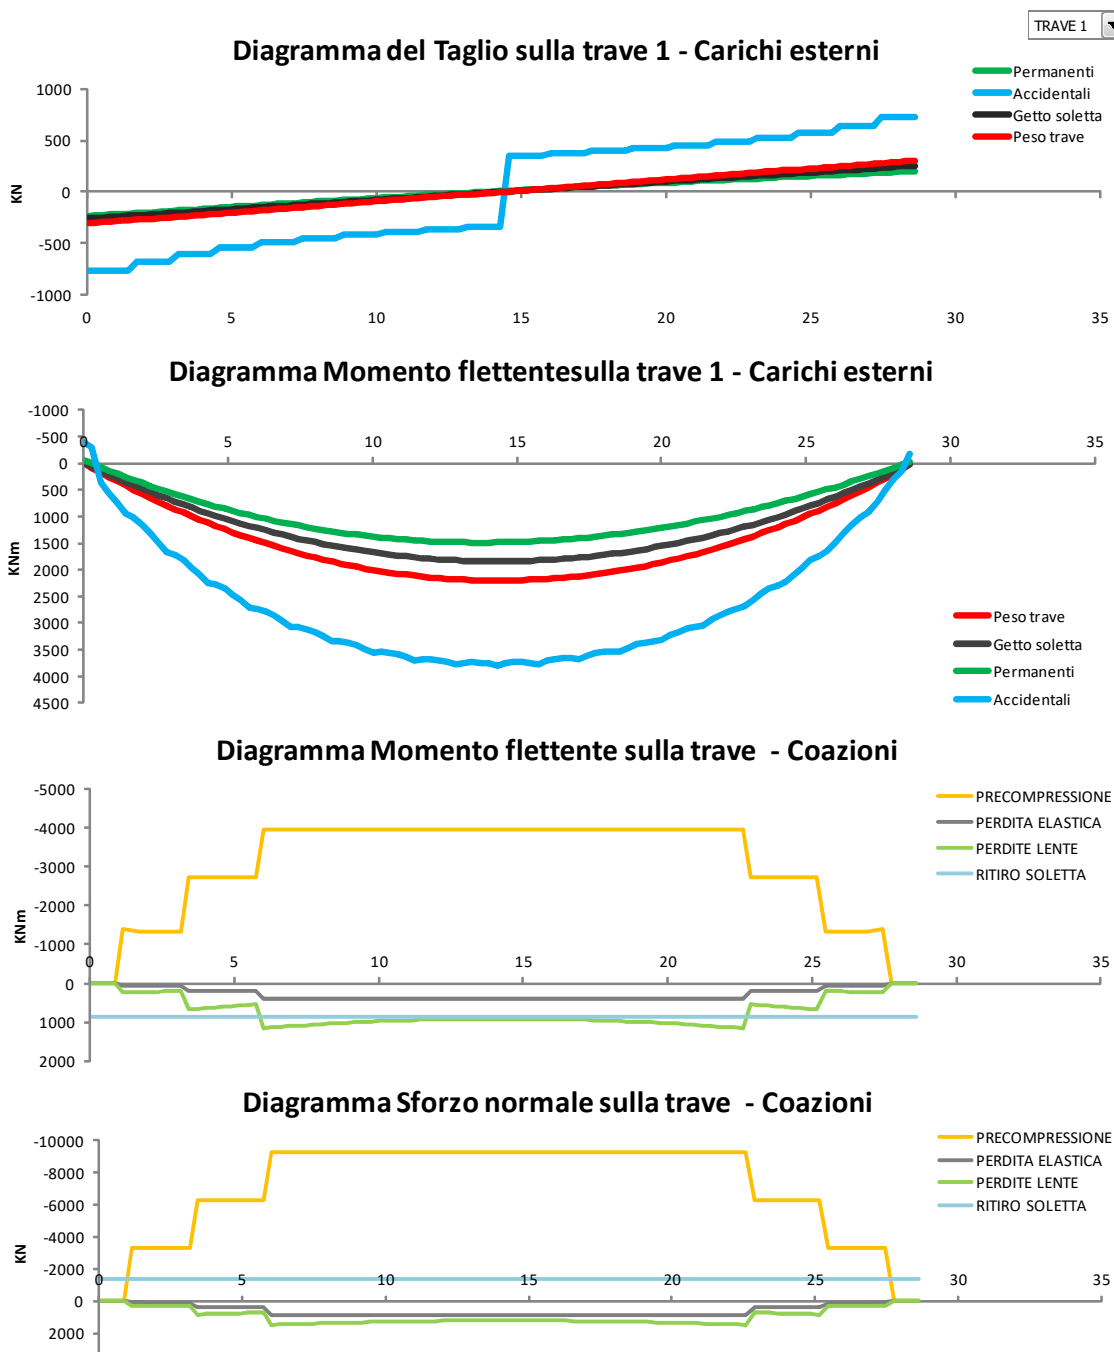 TRAVE 1
Diagramma del Taglio sulla trave 1 - Carichi esterni
Permanenti
Accidentali
Getto soletta
Peso trave
KN
1000
500
0
-500
-1000
0 5 10 15 20 25 30 35
Diagramma Momento flettentesulla trave 1 - Carichi esterni
KNm
-1000
-500
0
500
1000
1500
2000
2500
3000
3500
4000
4500
0 5 10 15 20 25 30 35
Peso trave
Getto soletta
Permanenti
Accidentali
Diagramma Momento flettente sulla trave - Coazioni
PRECOMPRESSIONE
PERDITA ELASTICA
PERDITE LENTE
RITIRO SOLETTA
KNm
-5000
-4000
-3000
-2000
-1000
0
1000
2000
0 5 10 15 20 25 30 35
Diagramma Sforzo normale sulla trave - Coazioni
PRECOMPRESSIONE
PERDITA ELASTICA
PERDITE LENTE
RITIRO SOLETTA
KN
-10000
-8000
-6000
-4000
-2000
0
2000
0 5 10 15 20 25 30 35